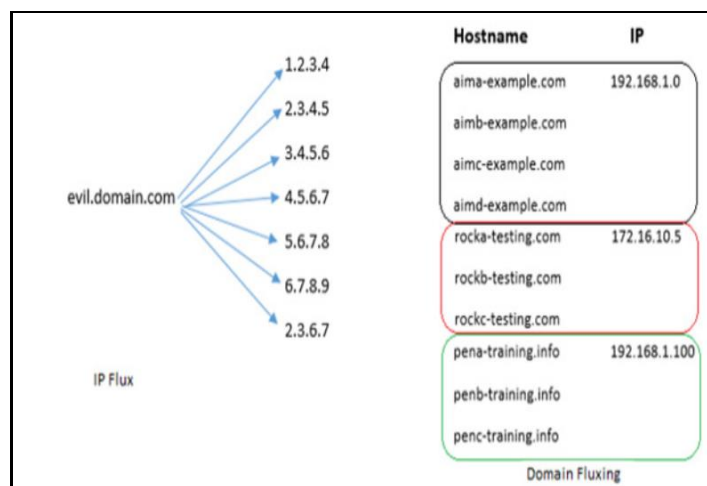 1.2.3.4
2.3.4.5
3.4.5.6
evil.domain.com
4.5.6.7
5.6.7.8
6.7.8.9
2.3.6.7
IP Flux
Hostname IP
aima-example.com 192.168.1.0
aimb-example.com
aimc-example.com
aimd-example.com
rocka-testing.com 172.16.10.5
rockb-testing.com
rockc-testing.com
pena-training.info 192.168.1.100
penb-training.info
penc-training.info
Domain Fluxing